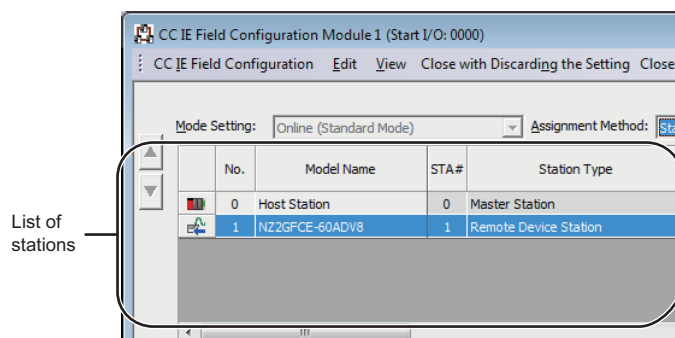 CC IE Field Configuration Module 1 (Start I/O: 0000)
CC IE Field Configuration Edit View Close with Discarding the Setting Close
Mode Setting: Online (Standard Mode) Assignment Method: Sta
No. Model Name STA# Station Type
0 Host Station 0 Master Station
1 NZ2GFCE-60ADV8 1 Remote Device Station
List of
stations